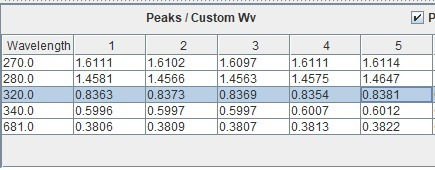 Peaks / Custom Wv P
Wavelength 1 2 3 4 5
270.0 1.6111 1.6102 1.6097 1.6111 1.6114
280.0 1.4581 1.4566 1.4563 1.4575 1.4647
320.0 0.8363 0.8373 0.8369 0.8354 0.8381
340.0 0.5996 0.5997 0.5997 0.6007 0.6012
681.0 0.3806 0.3809 0.3807 0.3813 0.3822